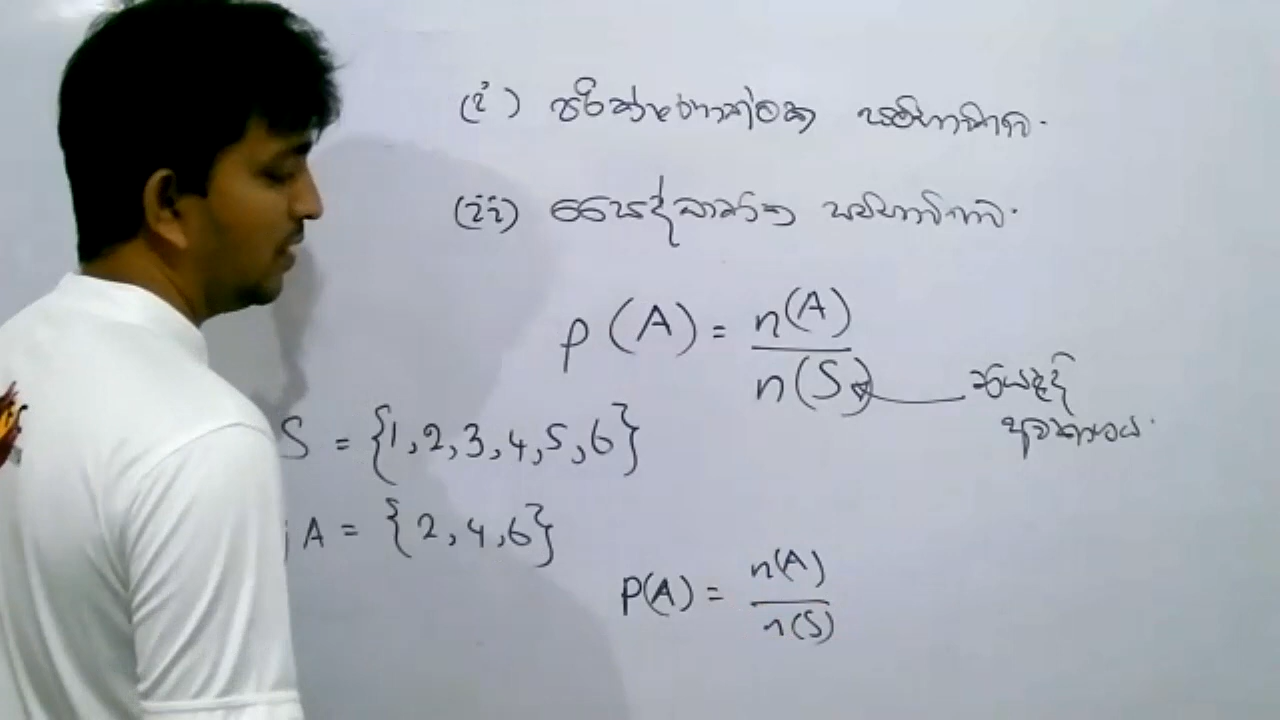 (i) පරීක්ෂණාත්මක සම්භාවිතාව.
(ii) සෛද්ධාන්තික සම්භාවිතාව.
P(A) = n(A) / n(S)
නියැදි
අවකාශය.
S = {1, 2, 3, 4, 5, 6}
A = {2, 4, 6}
P(A) = n(A) / n(S)